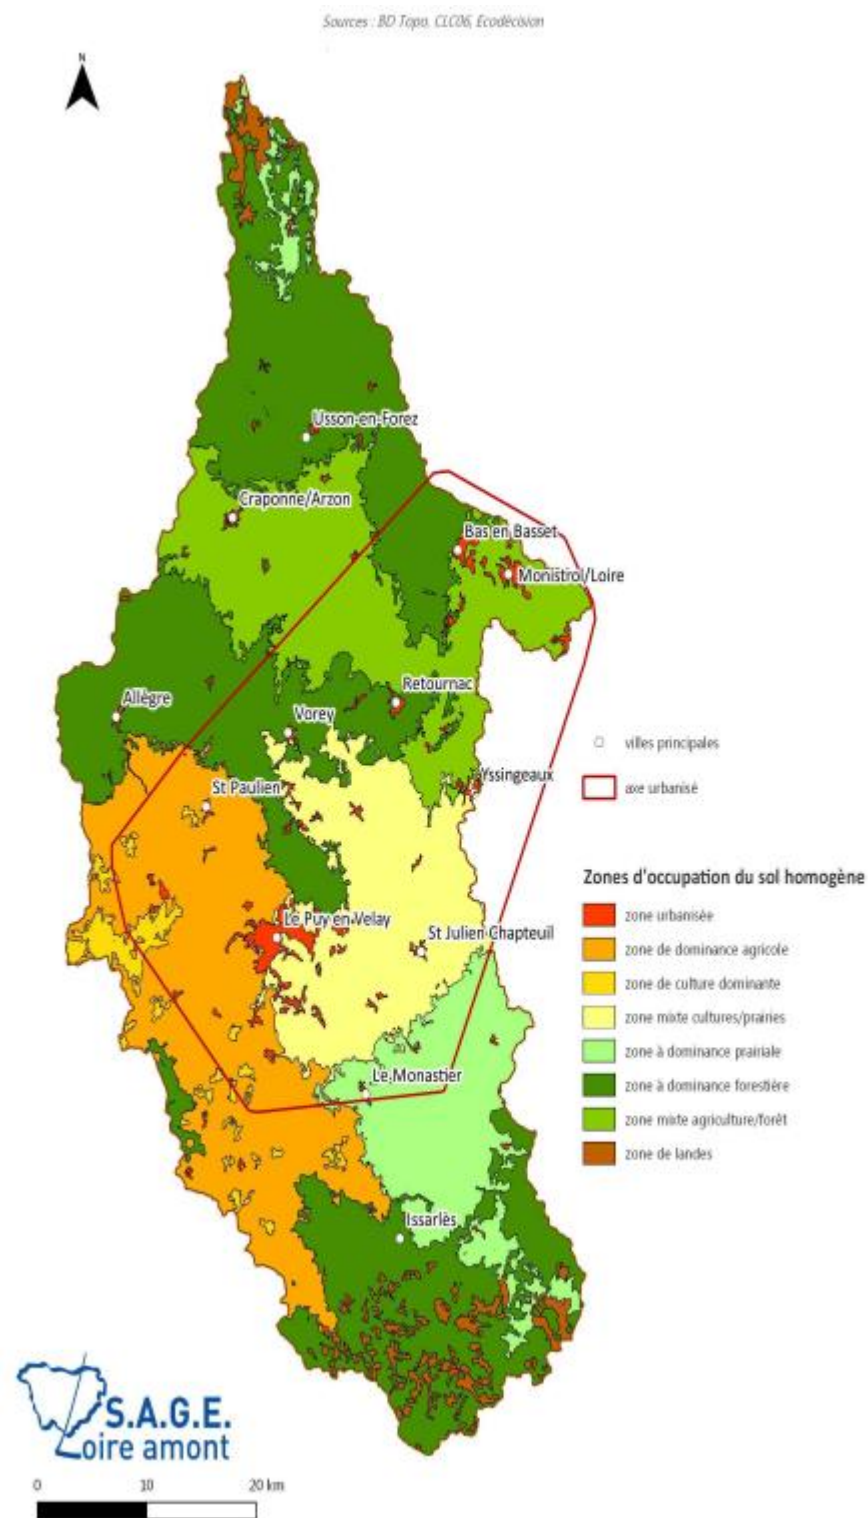 Sources : BD Topo, CLC06, Ecodécision
N
Usson-en-Forez
Craponne/Arzon
Bas en Basset
Monistrol/Loire
Allègre
Retournac
Vorey
villes principales
Yssingeaux
axe urbanisé
St Paulien
Zones d'occupation du sol homogène
zone urbanisée
Le Puy en Velay
St Julien Chapteuil
zone de dominance agricole
zone de culture dominante
zone mixte cultures/prairies
zone à dominance prairiale
Le Monastier
zone à dominance forestière
zone mixte agriculture/forêt
zone de landes
Issarlès
S.A.G.E.
Loire amont
0 10 20 km